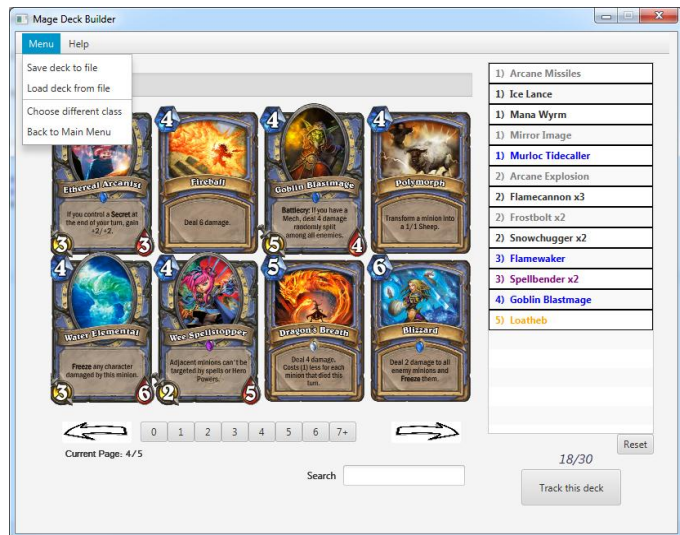 Mage Deck Builder
Menu Help
Save deck to file
Load deck from file
Choose different class
Back to Main Menu
Ethereal Arcanist
If you control a Secret at
the end of your turn, gain
+2/+2.
3 3
4
Fireball
Deal 6 damage.
4
Goblin Blastmage
Battlecry: If you have a
Mech, deal 4 damage
randomly split
among all enemies.
5 4
4
Polymorph
Transform a minion into
a 1/1 Sheep.
4
Water Elemental
Freeze any character
damaged by this minion.
3 6
4
Wee Spellstopper
Adjacent minions can't be
targeted by spells or Hero
Powers.
2 5
5
Dragon's Breath
Deal 4 damage.
Costs (1) less for each
minion that died this
turn.
6
Blizzard
Deal 2 damage to all
enemy minions and
Freeze them.
0 1 2 3 4 5 6 7+
Current Page: 4/5
Search
1) Arcane Missiles
1) Ice Lance
1) Mana Wyrm
1) Mirror Image
1) Murloc Tidecaller
2) Arcane Explosion
2) Flamecannon x3
2) Frostbolt x2
2) Snowchugger x2
3) Flamewaker
3) Spellbender x2
4) Goblin Blastmage
5) Loatheb
Reset
18/30
Track this deck